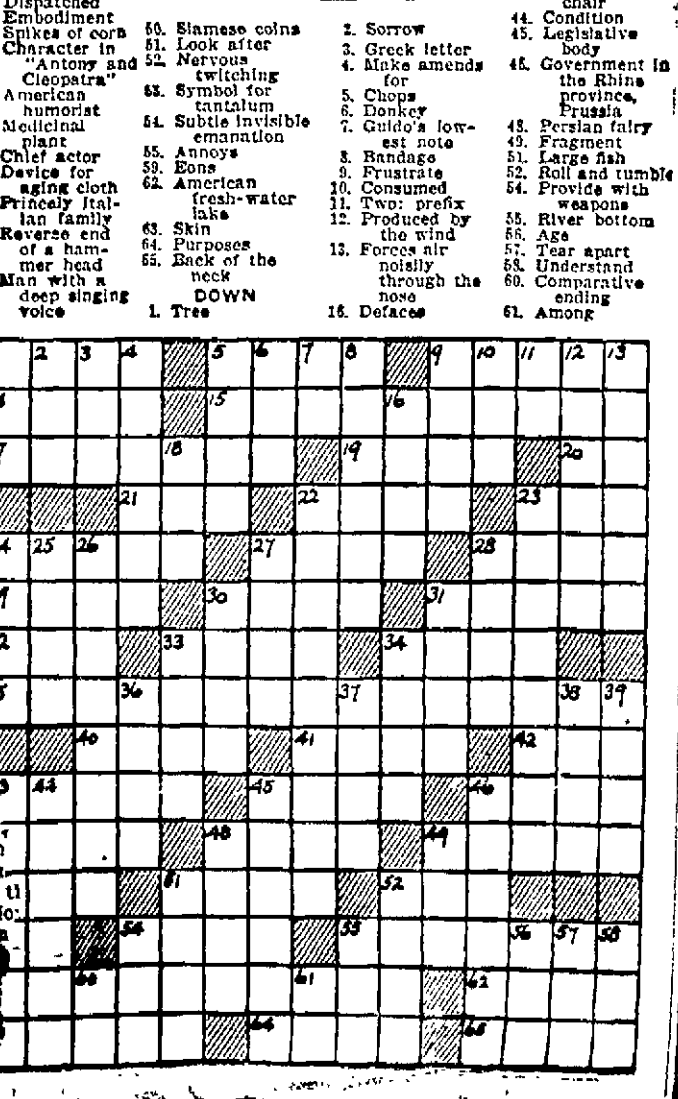 Dispatched
Embodiment
Spikes of corn
Character in
"Antony and
Cleopatra"
American
humorist
Medicinal
plant
Chief actor
Device for
aging cloth
Princely Ital-
ian family
Reverse end
of a ham-
mer head
Man with a
deep singing
voice
50. Siamese coins
51. Look after
52. Nervous
twitching
53. Symbol for
tantalum
54. Subtle invisible
emanation
55. Annoys
59. Eons
62. American
fresh-water
lake
63. Skin
64. Purposes
65. Back of the
neck
DOWN
1. Tree
2. Sorrow
3. Greek letter
4. Make amends
for
5. Chops
6. Donkey
7. Guido's low-
est note
8. Bandage
9. Frustrate
10. Consumed
11. Two: prefix
12. Produced by
the wind
13. Forces air
noisily
through the
nose
16. Defaces
chair
44. Condition
45. Legislative
body
46. Government in
the Rhine
province,
Prussia
48. Persian fairy
49. Fragment
51. Large fish
52. Roll and tumble
54. Provide with
weapons
55. River bottom
56. Age
57. Tear apart
58. Understand
60. Comparative
ending
61. Among
2 3 4 5 6 7 8 9 10 11 12 13
15 16
7 18 19 20
21 22 23
4 25 26 27 28
30 31
2 33 34
36 37 38 39
40 41 42
3 44 45 46
48 49
51 52
54 55 56 57 58
60 61 62
64 65